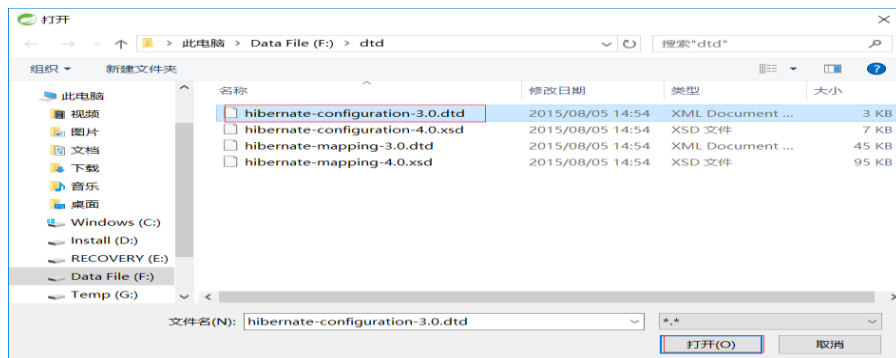 打开
此电脑 > Data File (F:) > dtd
搜索"dtd"
组织 新建文件夹
名称 修改日期 类型 大小
hibernate-configuration-3.0.dtd 2015/08/05 14:54 XML Document ... 3 KB
hibernate-configuration-4.0.xsd 2015/08/05 14:54 XSD 文件 7 KB
hibernate-mapping-3.0.dtd 2015/08/05 14:54 XML Document ... 45 KB
hibernate-mapping-4.0.xsd 2015/08/05 14:54 XSD 文件 95 KB
此电脑
视频
图片
文档
下载
音乐
桌面
Windows (C:)
Install (D:)
RECOVERY (E:)
Data File (F:)
Temp (G:)
文件名(N): hibernate-configuration-3.0.dtd *.*
打开(O) 取消